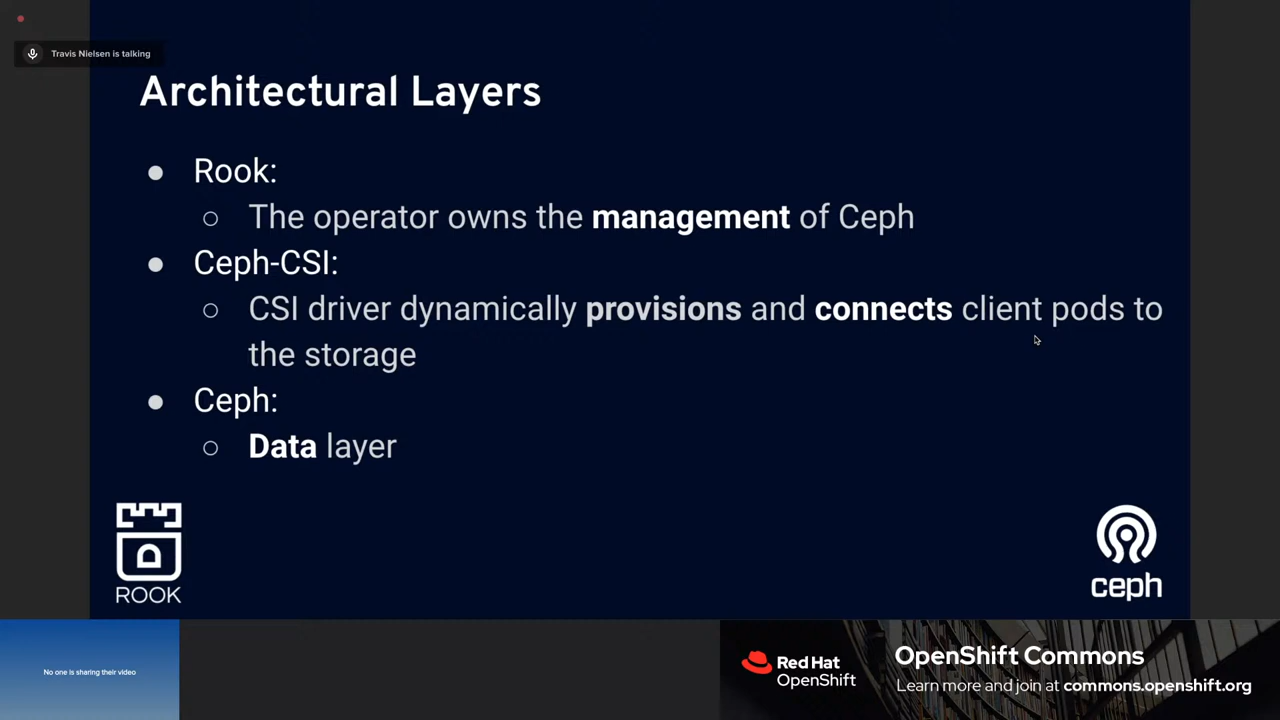 Travis Nielsen is talking
Architectural Layers
● Rook:
○ The operator owns the management of Ceph
● Ceph-CSI:
○ CSI driver dynamically provisions and connects client pods to
the storage
● Ceph:
○ Data layer
ROOK
ceph
No one is sharing their video
Red Hat
OpenShift
OpenShift Commons
Learn more and join at commons.openshift.org